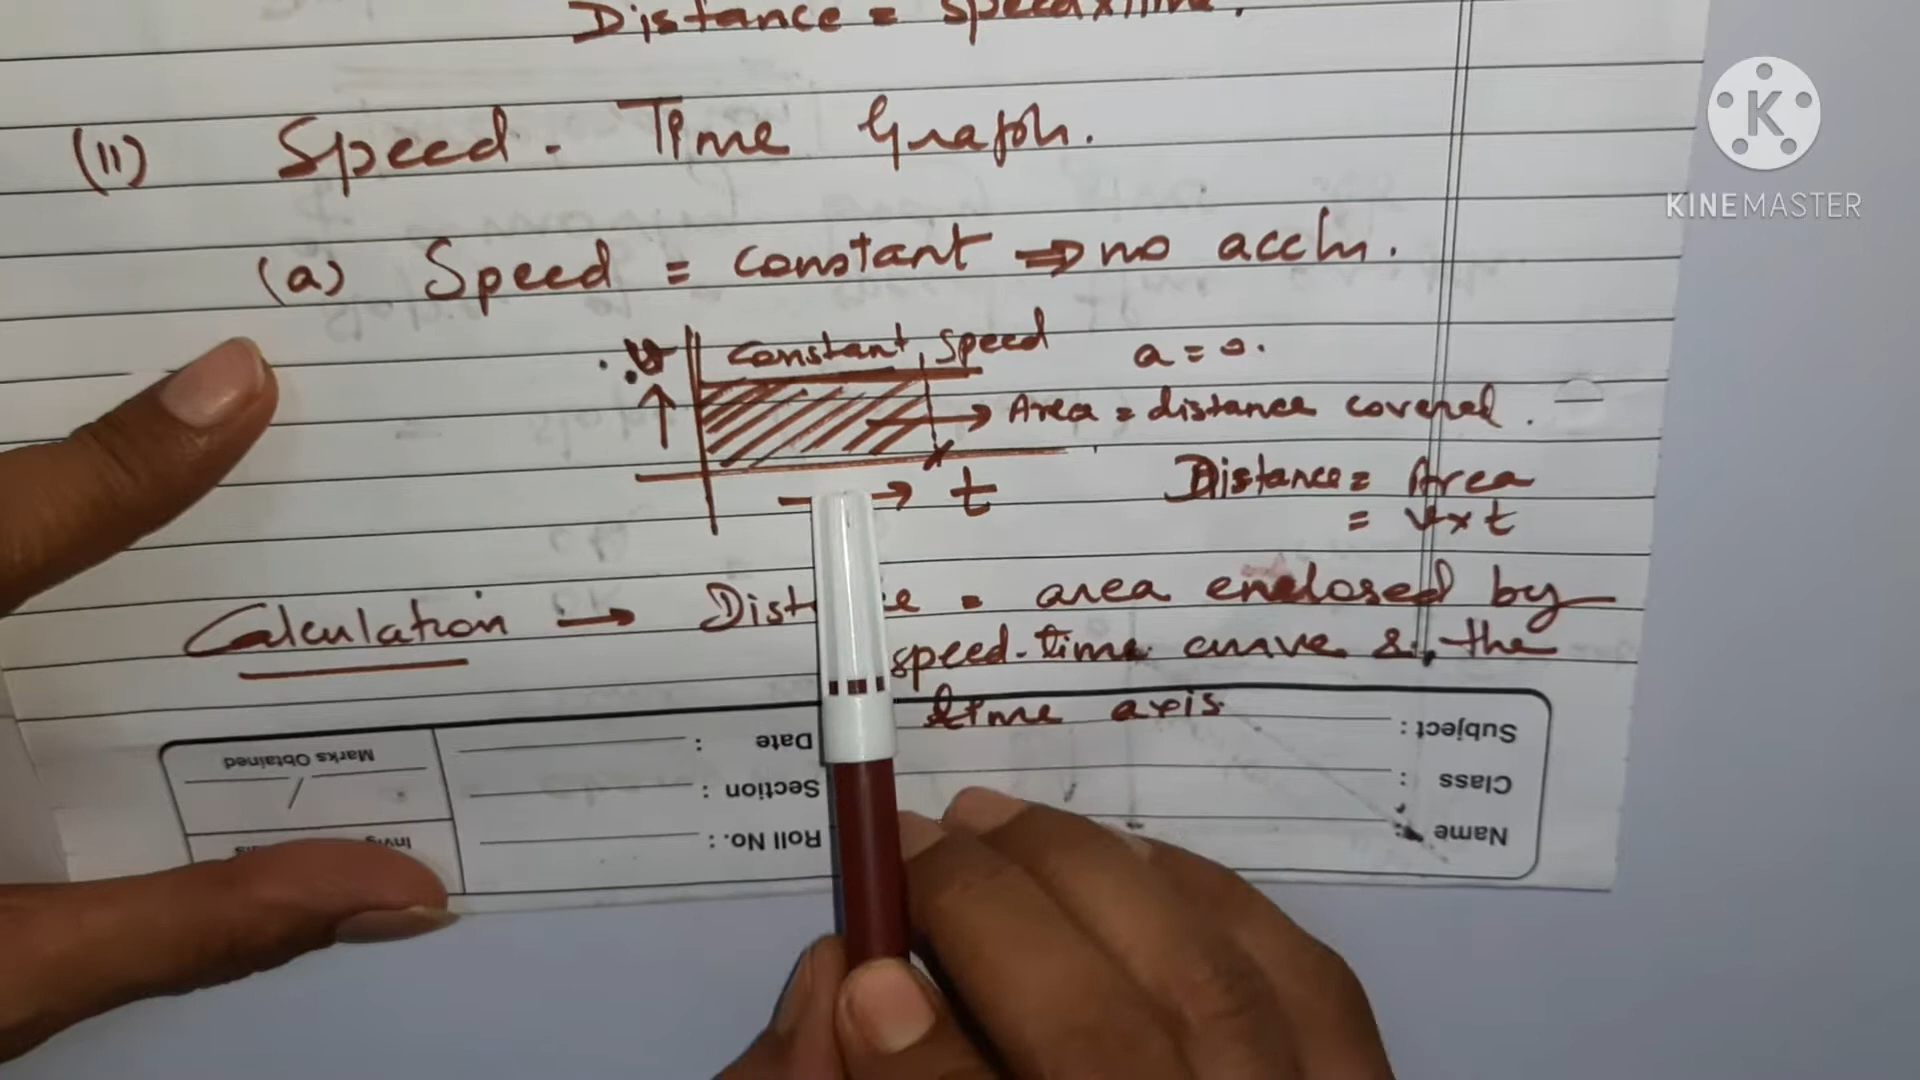 Distance = speed x time.
(11) Speed - Time Graph.
(a) Speed = constant ⇒ no accln.
v Constant speed a = 0.
→ Area = distance covered.
→ t Distance = Area
= v x t
Calculation → Dist e = area enclosed by
speed-time curve & the
time axis
Subject :
Class :
Name :
Date :
Section :
Roll No. :
Marks Obtained
/
KINEMASTER
K